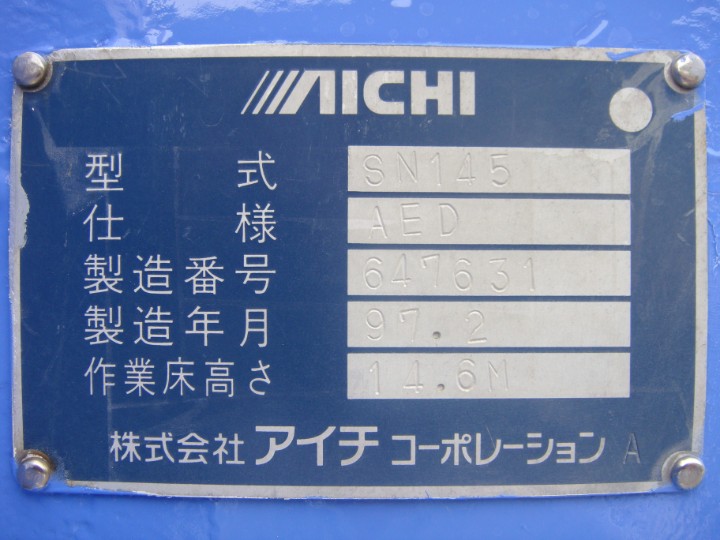 AICHI
型式 SN145
仕様 AED
製造番号 647631
製造年月 97.2
作業床高さ 14.6M
株式会社 アイチ コーポレーション A